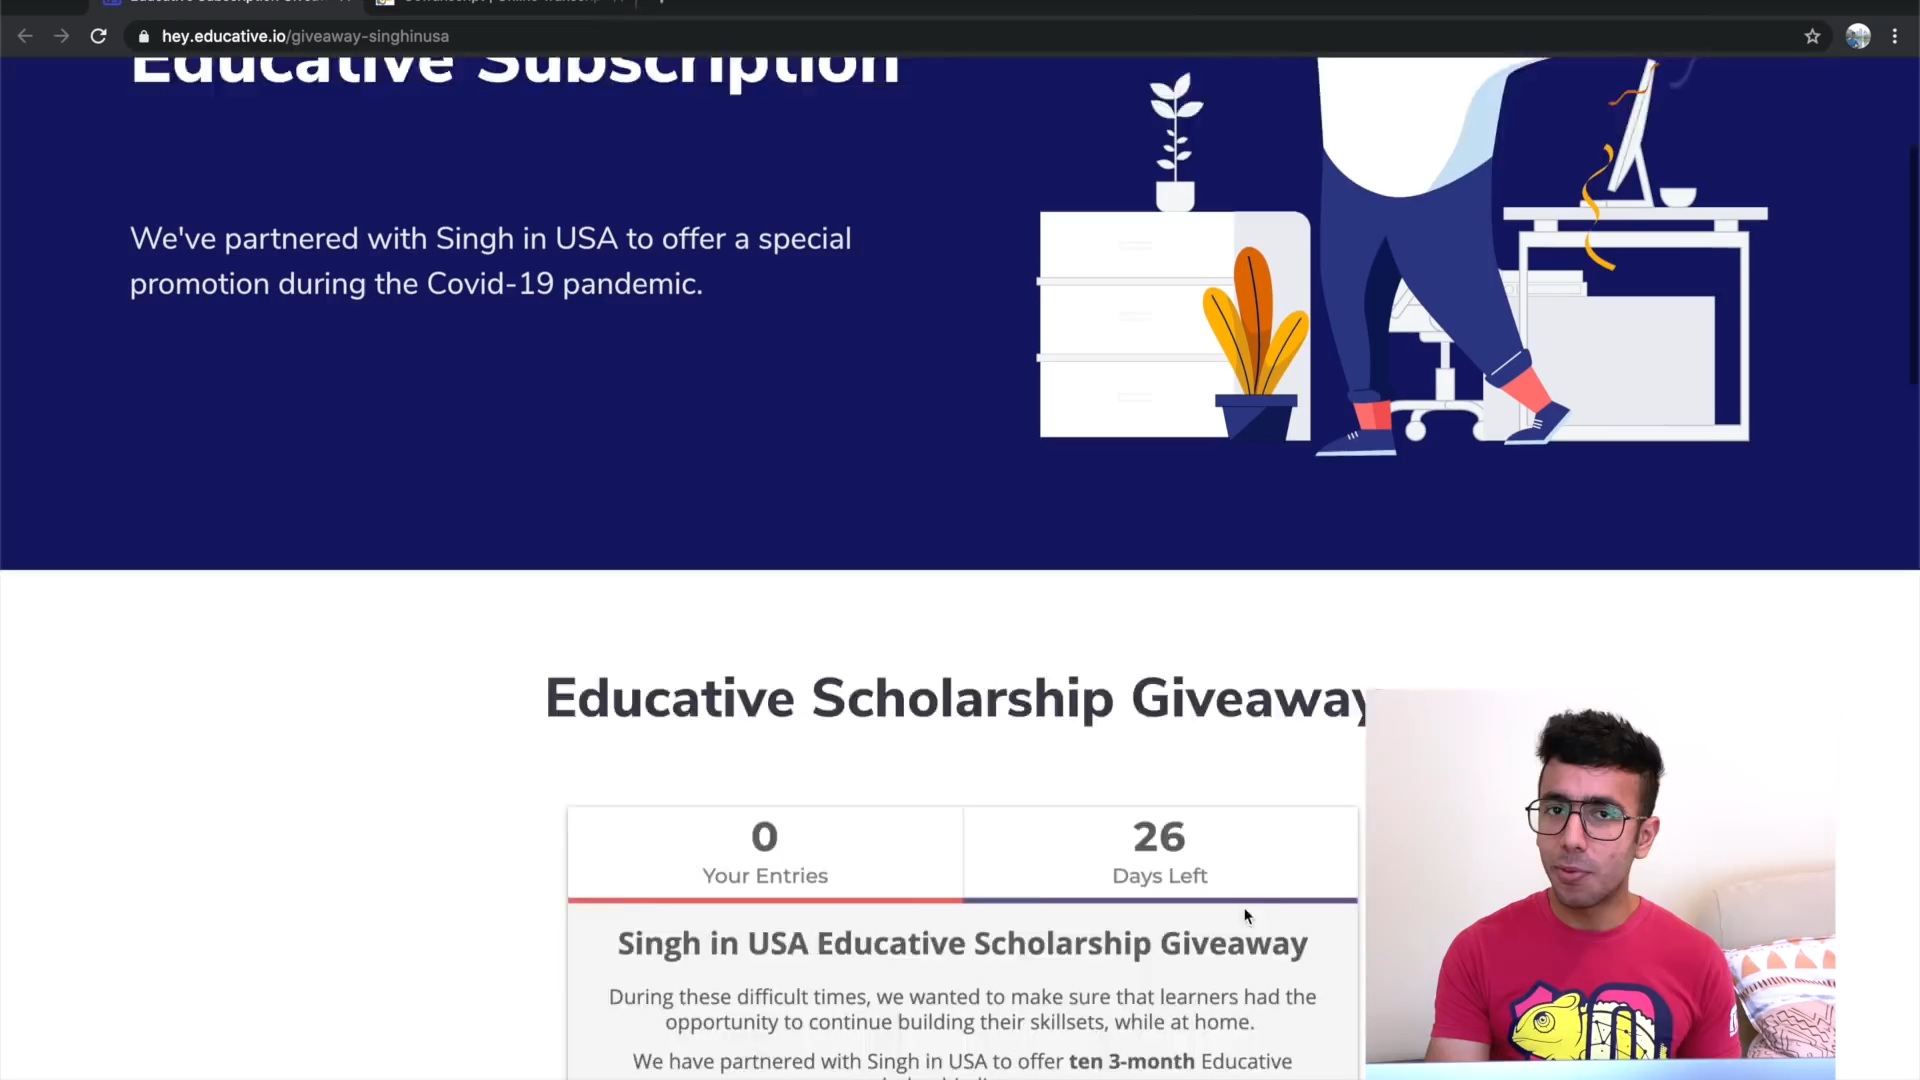 hey.educative.io/giveaway-singhinusa
Educative Subscription
We've partnered with Singh in USA to offer a special
promotion during the Covid-19 pandemic.
Educative Scholarship Giveaway
0
Your Entries
26
Days Left
Singh in USA Educative Scholarship Giveaway
During these difficult times, we wanted to make sure that learners had the
opportunity to continue building their skillsets, while at home.
We have partnered with Singh in USA to offer ten 3-month Educative